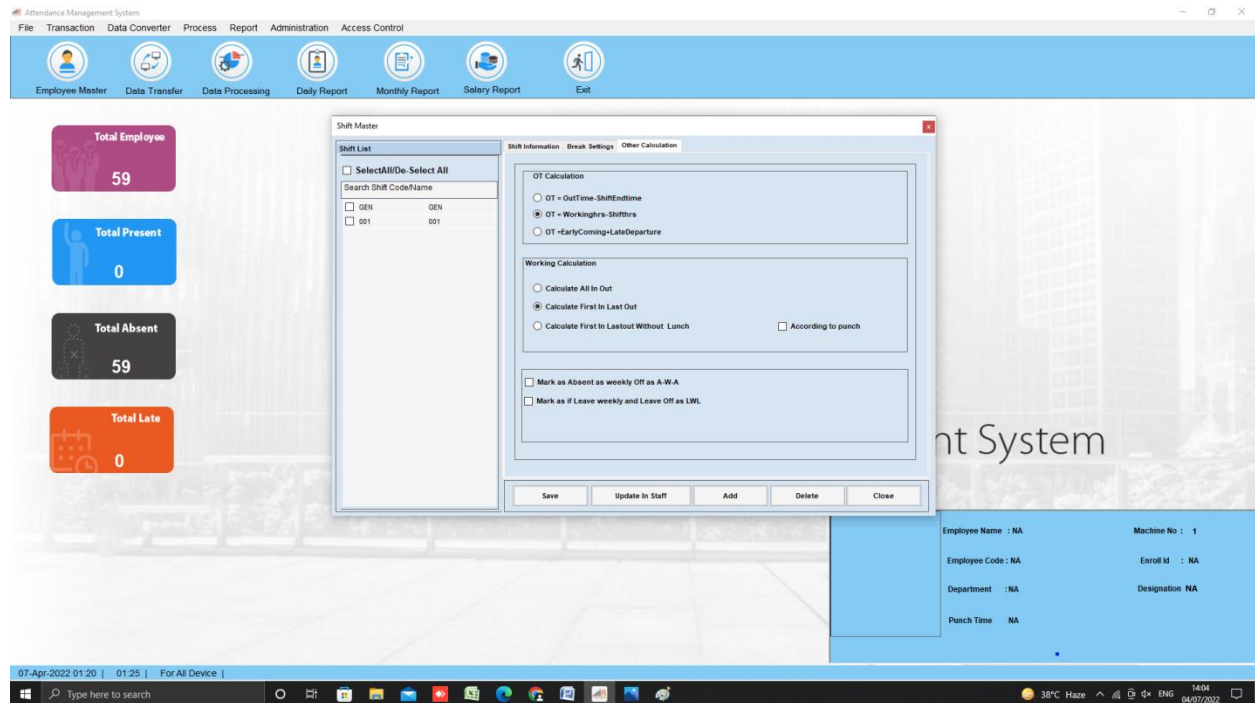 Attendance Management System
File Transaction Data Converter Process Report Administration Access Control
Employee Master Data Transfer Data Processing Daily Report Monthly Report Salary Report Exit
Total Employee
59
Total Present
0
Total Absent
59
Total Late
0
Shift Master
x
Shift List
SelectAll/De-Select All
Search Shift Code/Name
GEN GEN
001 001
Shift Information Break Settings Other Calculation
OT Calculation
OT = OutTime-ShiftEndtime
OT = Workinghrs-Shifthrs
OT =EarlyComing+LateDeparture
Working Calculation
Calculate All In Out
Calculate First In Last Out
Calculate First In Lastout Without Lunch According to punch
Mark as Absent as weekly Off as A-W-A
Mark as if Leave weekly and Leave Off as LWL
Save Update In Staff Add Delete Close
nt System
Employee Name : NA Machine No : 1
Employee Code : NA Enroll Id : NA
Department : NA Designation NA
Punch Time NA
07-Apr-2022 01:20 | 01:25 | For All Device |
Type here to search
38°C Haze ENG 14:04
04/07/2022